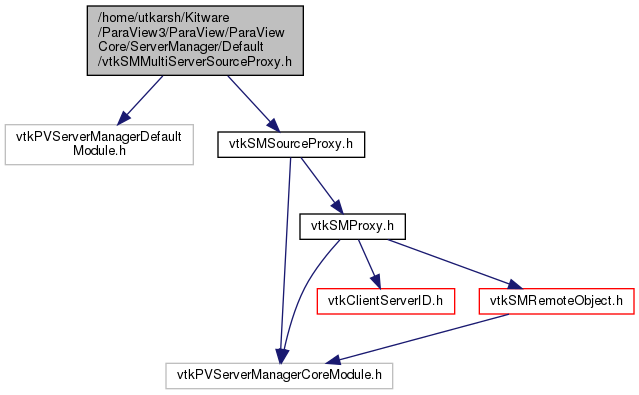 /home/utkarsh/Kitware
/ParaView3/ParaView/ParaView
Core/ServerManager/Default
/vtkSMMultiServerSourceProxy.h
vtkPVServerManagerDefault
Module.h
vtkSMSourceProxy.h
vtkSMProxy.h
vtkClientServerID.h
vtkSMRemoteObject.h
vtkPVServerManagerCoreModule.h